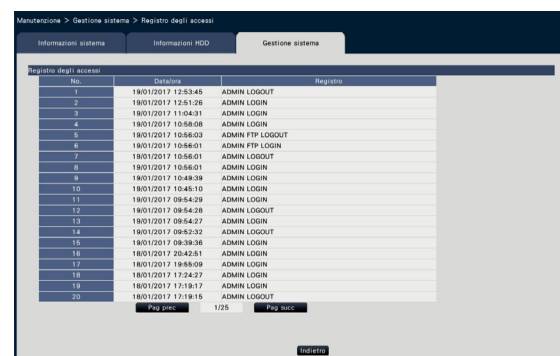 Manutenzione > Gestione sistema > Registro degli accessi
Informazioni sistema Informazioni HDD Gestione sistema
Registro degli accessi
No. Data/ora Registro
1 19/01/2017 12:53:45 ADMIN LOGOUT
2 19/01/2017 12:51:26 ADMIN LOGIN
3 19/01/2017 11:04:31 ADMIN LOGIN
4 19/01/2017 10:58:08 ADMIN LOGIN
5 19/01/2017 10:56:03 ADMIN FTP LOGOUT
6 19/01/2017 10:56:01 ADMIN FTP LOGIN
7 19/01/2017 10:56:01 ADMIN LOGOUT
8 19/01/2017 10:56:01 ADMIN LOGIN
9 19/01/2017 10:49:39 ADMIN LOGIN
10 19/01/2017 10:45:10 ADMIN LOGIN
11 19/01/2017 09:54:29 ADMIN LOGIN
12 19/01/2017 09:54:28 ADMIN LOGOUT
13 19/01/2017 09:54:27 ADMIN LOGIN
14 19/01/2017 09:52:32 ADMIN LOGOUT
15 19/01/2017 09:39:36 ADMIN LOGIN
16 18/01/2017 20:42:51 ADMIN LOGIN
17 18/01/2017 19:55:09 ADMIN LOGIN
18 18/01/2017 17:24:27 ADMIN LOGIN
19 18/01/2017 17:19:17 ADMIN LOGIN
20 18/01/2017 17:19:15 ADMIN LOGOUT
Pag prec 1/25 Pag succ
Indietro